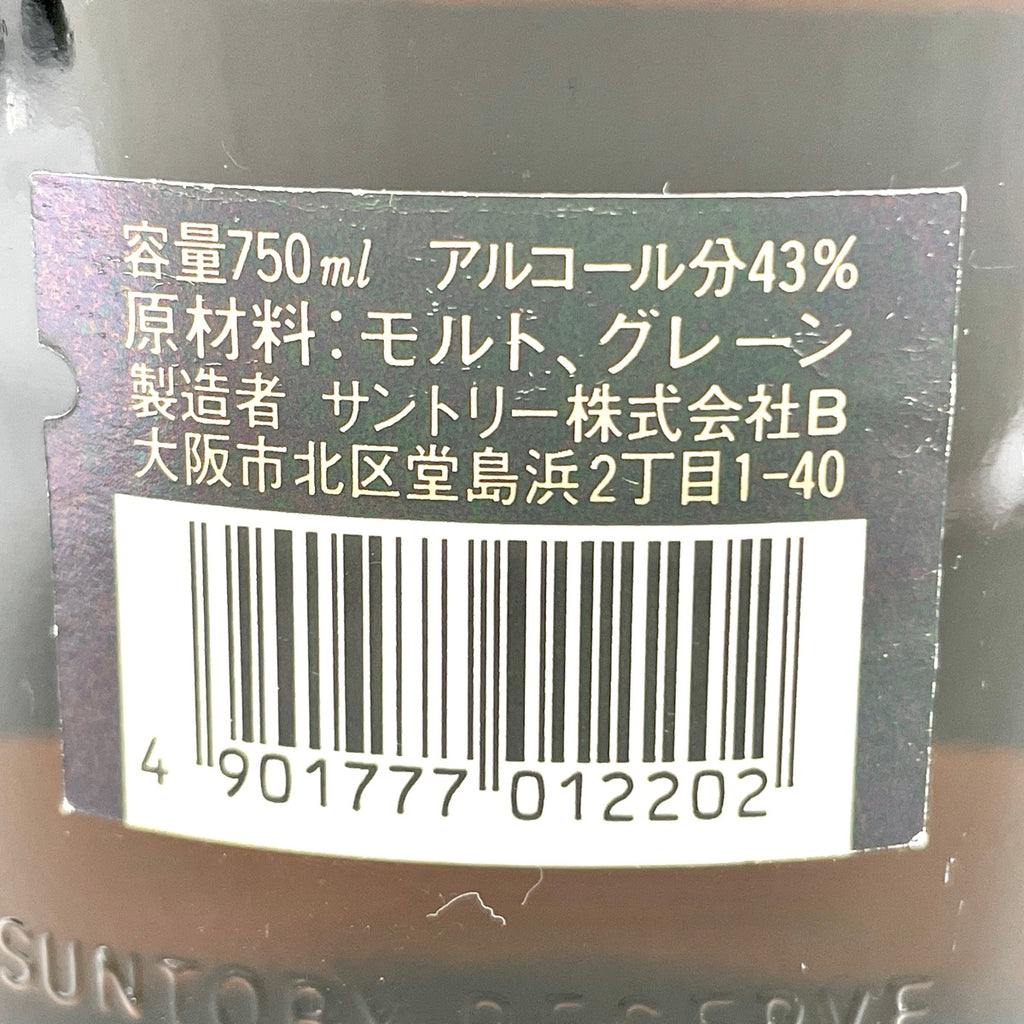 容量750ml アルコール分43%
原材料:モルト、グレーン
製造者 サントリー株式会社B
大阪市北区堂島浜2丁目1-40
4 901777 012202
SUNTORY RESERVE